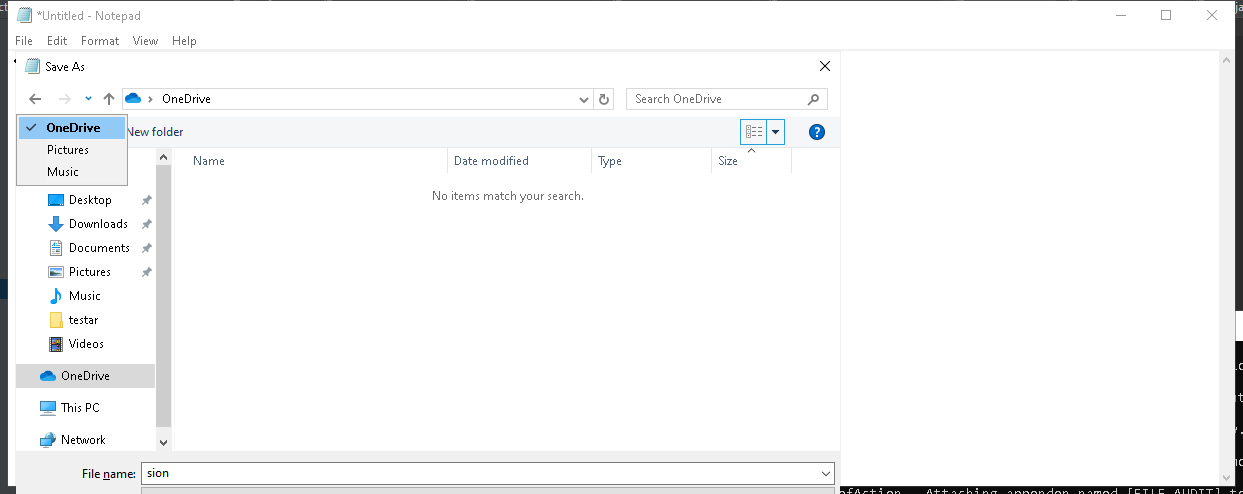 *Untitled - Notepad
File Edit Format View Help
Save As
OneDrive
Search OneDrive
OneDrive
Pictures
Music
New folder
Name Date modified Type Size
No items match your search.
Desktop
Downloads
Documents
Pictures
Music
testar
Videos
OneDrive
This PC
Network
File name: sion
ofAction - Attaching appender named [FILE_AUDIT] to